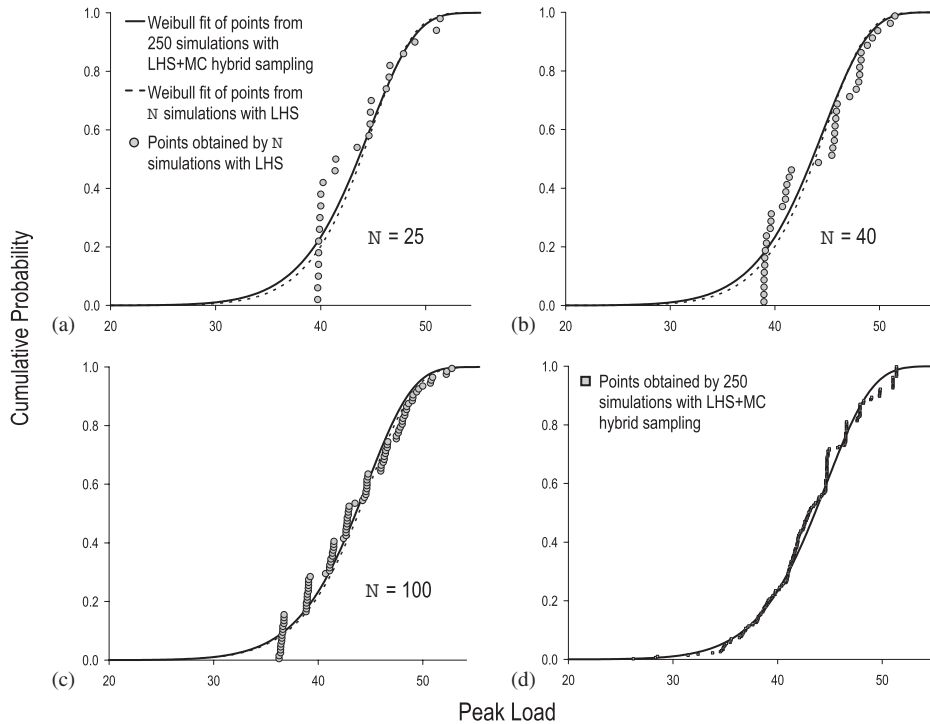 Cumulative Probability
1.0
0.8
0.6
0.4
0.2
0.0
Weibull fit of points from
250 simulations with
LHS+MC hybrid sampling
Weibull fit of points from
N simulations with LHS
Points obtained by N
simulations with LHS
N = 25
(a)
20 30 40 50
1.0
0.8
0.6
0.4
0.2
0.0
N = 40
(b)
20 30 40 50
1.0
0.8
0.6
0.4
0.2
0.0
N = 100
(c)
20 30 40 50
1.0
0.8
0.6
0.4
0.2
0.0
Points obtained by 250
simulations with LHS+MC
hybrid sampling
(d)
20 30 40 50
Peak Load